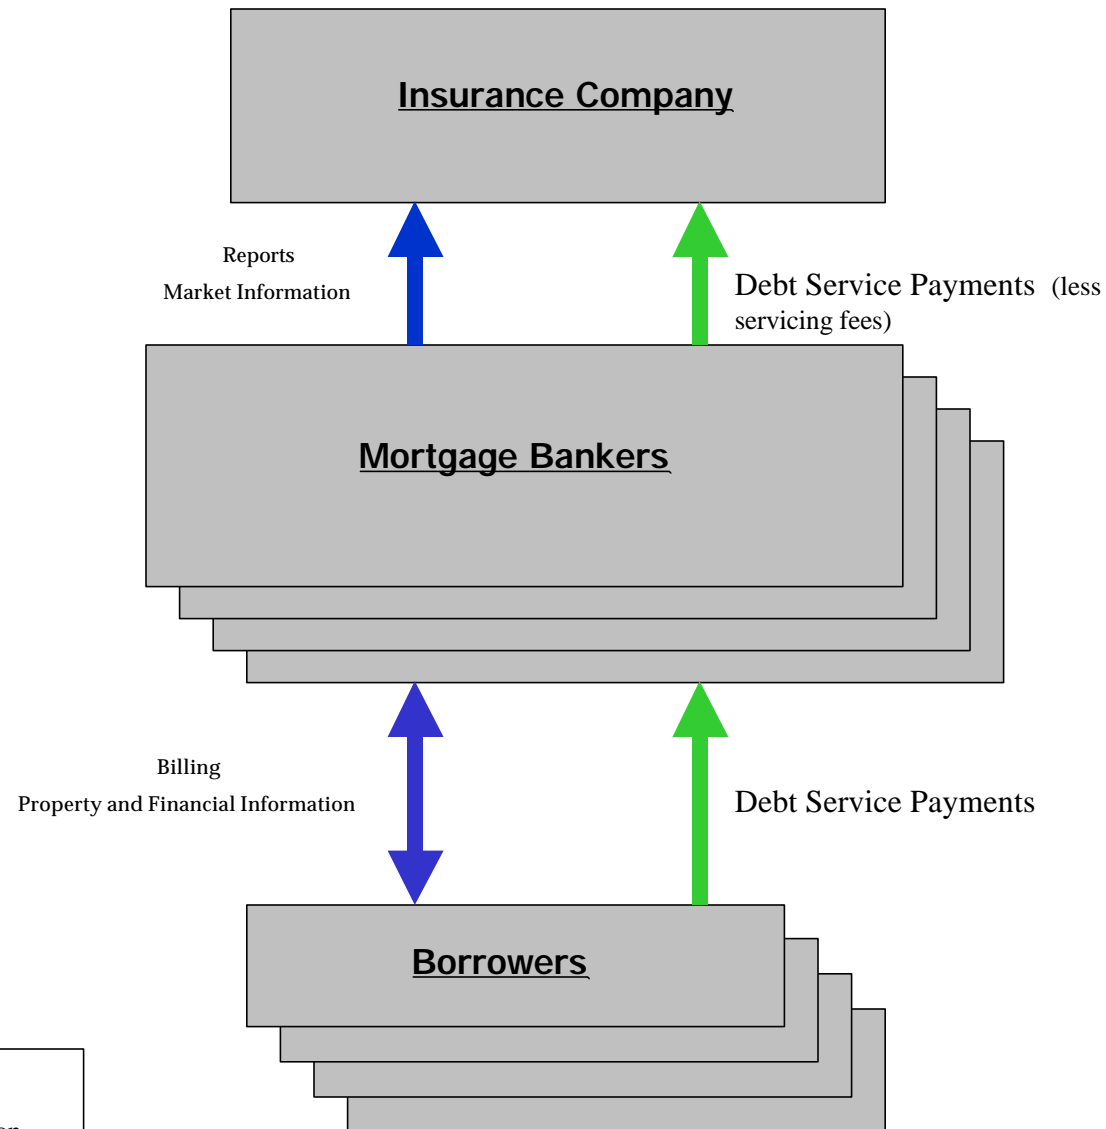 Insurance Company
Reports
Market Information
Debt Service Payments (less
servicing fees)
Mortgage Bankers
Billing
Property and Financial Information
Debt Service Payments
Borrowers